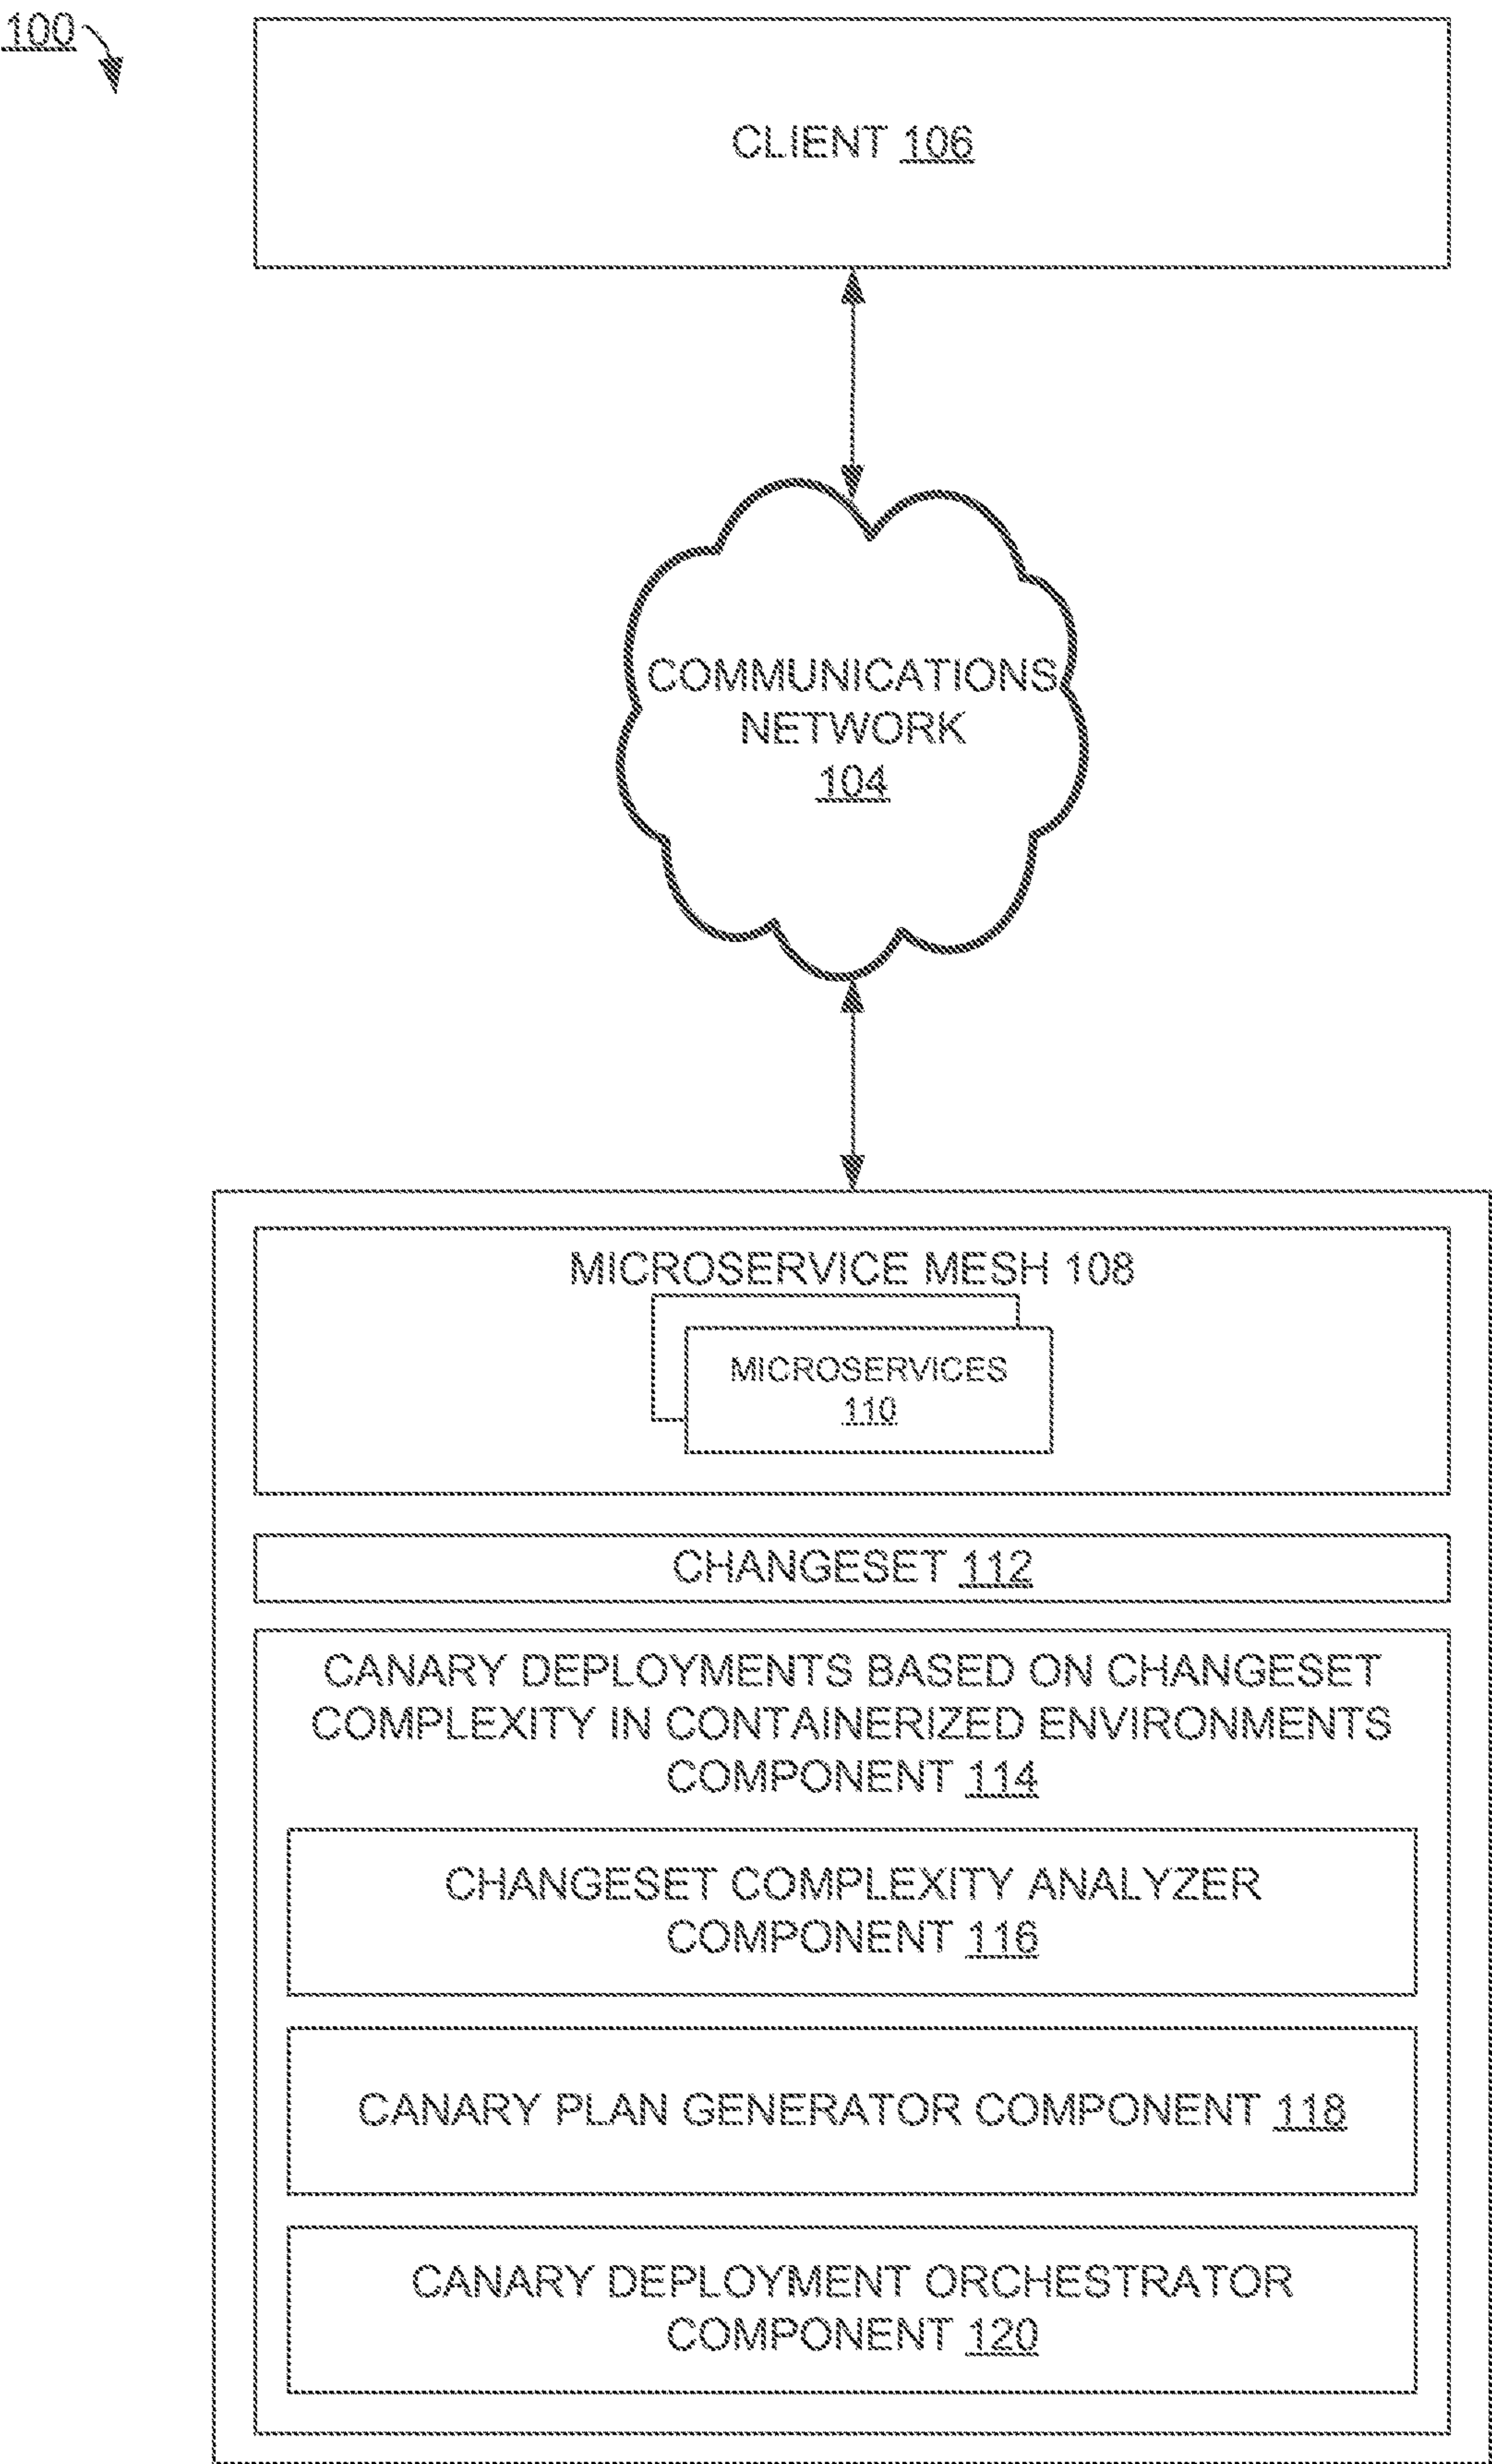 100
CLIENT 106
COMMUNICATIONS
NETWORK
104
MICROSERVICE MESH 108
MICROSERVICES
110
CHANGESET 112
CANARY DEPLOYMENTS BASED ON CHANGESET
COMPLEXITY IN CONTAINERIZED ENVIRONMENTS
COMPONENT 114
CHANGESET COMPLEXITY ANALYZER
COMPONENT 116
CANARY PLAN GENERATOR COMPONENT 118
CANARY DEPLOYMENT ORCHESTRATOR
COMPONENT 120